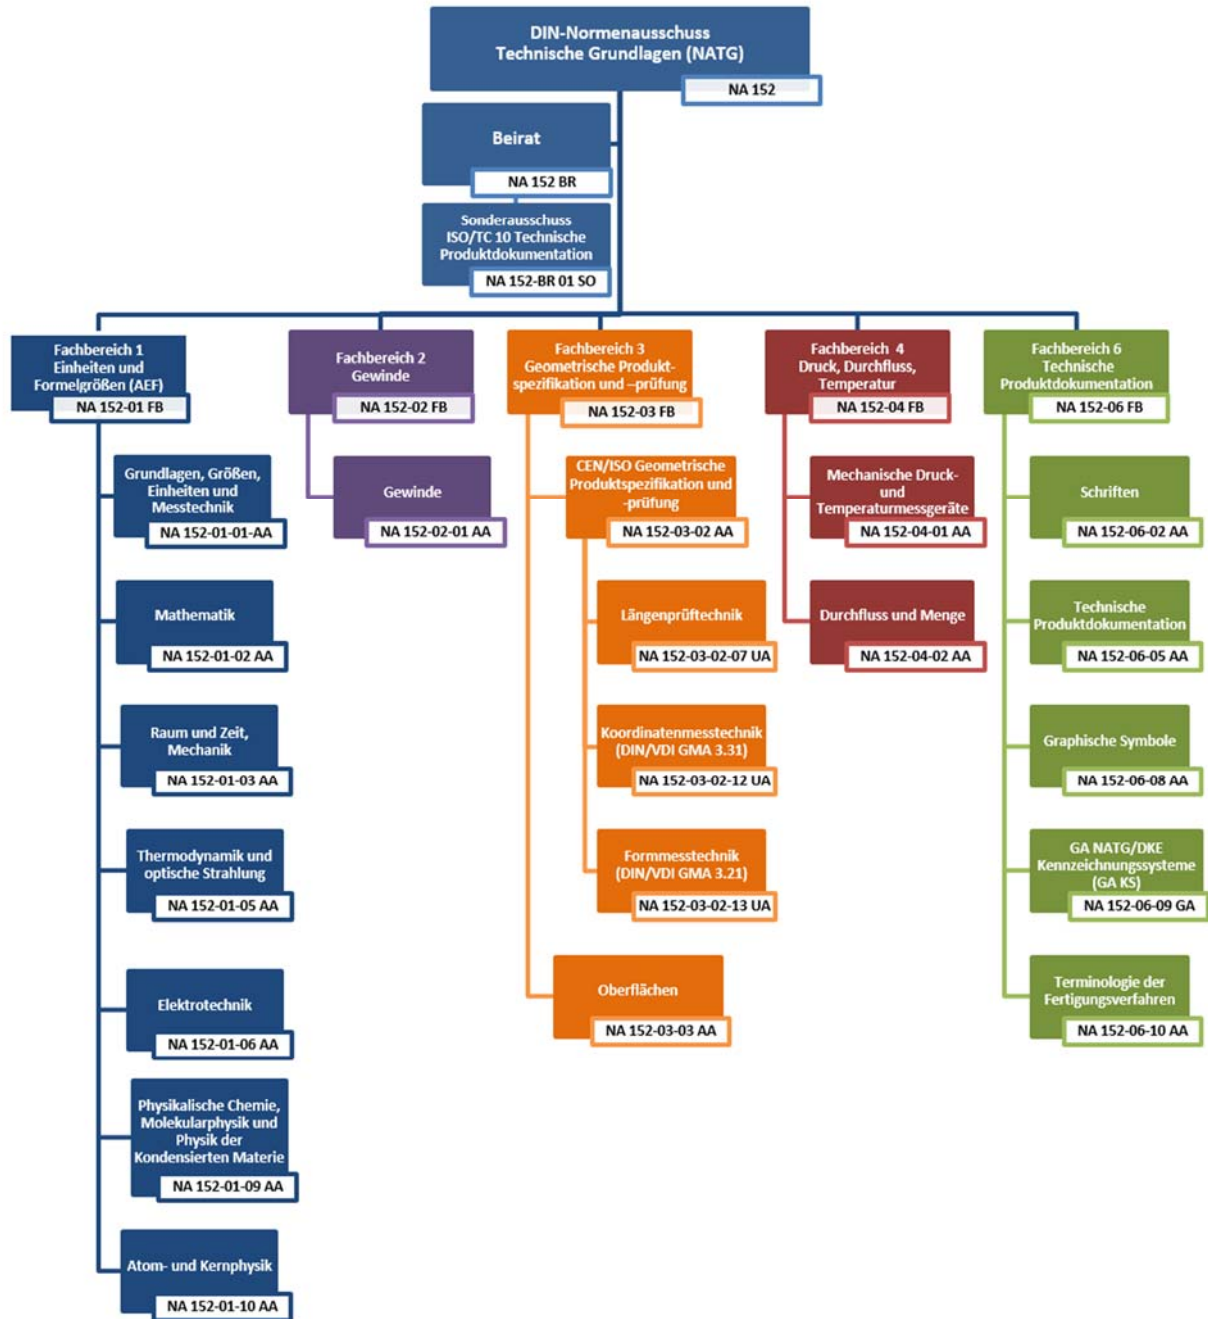 DIN-Normenausschuss
Technische Grundlagen (NATG)
NA 152
Beirat
NA 152 BR
Sonderausschuss
ISO/TC 10 Technische
Produktdokumentation
NA 152-BR 01 SO
Fachbereich 1
Einheiten und
Formelgrößen (AEF)
NA 152-01 FB
Grundlagen, Größen,
Einheiten und
Messtechnik
NA 152-01-01-AA
Mathematik
NA 152-01-02 AA
Raum und Zeit,
Mechanik
NA 152-01-03 AA
Thermodynamik und
optische Strahlung
NA 152-01-05 AA
Elektrotechnik
NA 152-01-06 AA
Physikalische Chemie,
Molekularphysik und
Physik der
Kondensierten Materie
NA 152-01-09 AA
Atom- und Kernphysik
NA 152-01-10 AA
Fachbereich 2
Gewinde
NA 152-02 FB
Gewinde
NA 152-02-01 AA
Fachbereich 3
Geometrische Produkt-
spezifikation und –prüfung
NA 152-03 FB
CEN/ISO Geometrische
Produktspezifikation und
-prüfung
NA 152-03-02 AA
Längenprüftechnik
NA 152-03-02-07 UA
Koordinatenmesstechnik
(DIN/VDI GMA 3.31)
NA 152-03-02-12 UA
Formmesstechnik
(DIN/VDI GMA 3.21)
NA 152-03-02-13 UA
Oberflächen
NA 152-03-03 AA
Fachbereich 4
Druck, Durchfluss,
Temperatur
NA 152-04 FB
Mechanische Druck-
und
Temperaturmessgeräte
NA 152-04-01 AA
Durchfluss und Menge
NA 152-04-02 AA
Fachbereich 6
Technische
Produktdokumentation
NA 152-06 FB
Schriften
NA 152-06-02 AA
Technische
Produktdokumentation
NA 152-06-05 AA
Graphische Symbole
NA 152-06-08 AA
GA NATG/DKE
Kennzeichnungssysteme
(GA KS)
NA 152-06-09 GA
Terminologie der
Fertigungsverfahren
NA 152-06-10 AA